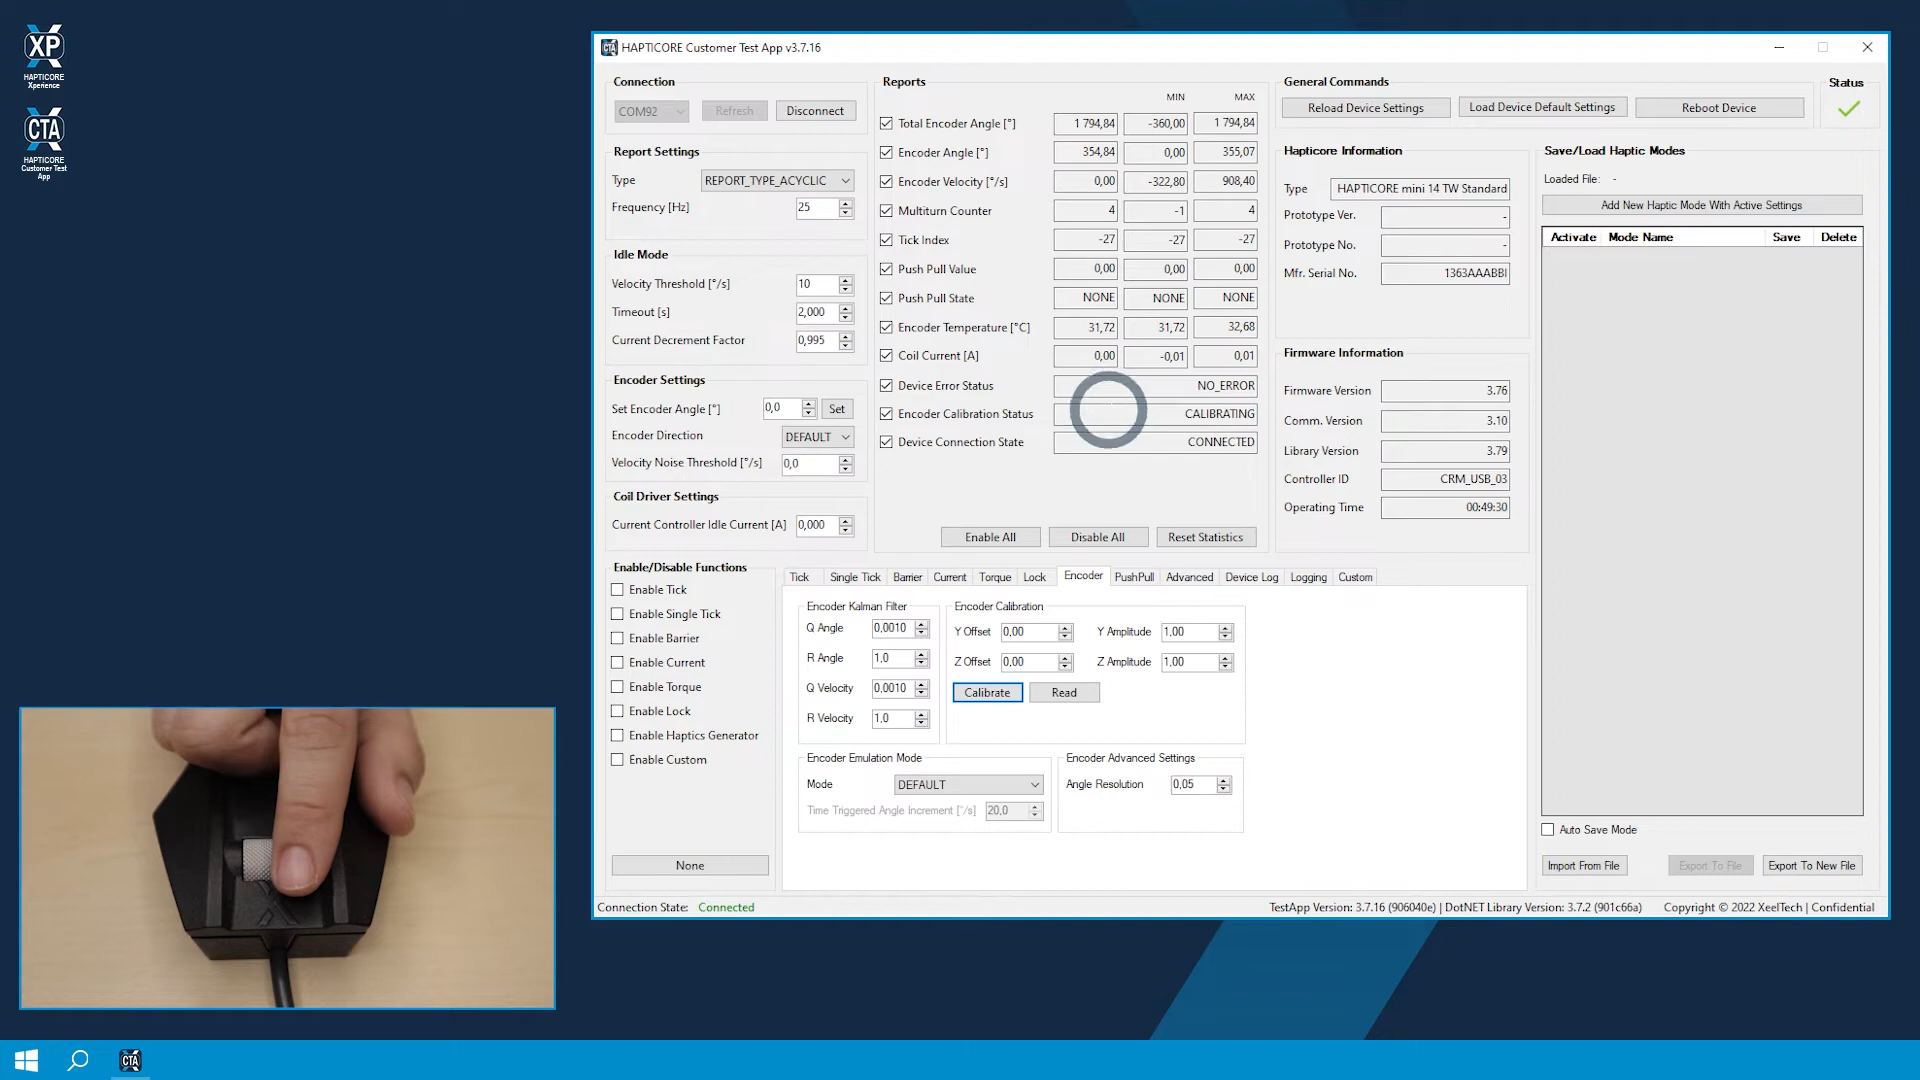 XP
HAPTICORE
Xperience
CTA
HAPTICORE
Customer Test
App
CTA HAPTICORE Customer Test App v3.7.16
Connection
COM92 Refresh Disconnect
Report Settings
Type REPORT_TYPE_ACYCLIC
Frequency [Hz] 25
Idle Mode
Velocity Threshold [°/s] 10
Timeout [s] 2,000
Current Decrement Factor 0,995
Encoder Settings
Set Encoder Angle [°] 0,0 Set
Encoder Direction DEFAULT
Velocity Noise Threshold [°/s] 0,0
Coil Driver Settings
Current Controller Idle Current [A] 0,000
Reports
MIN MAX
Total Encoder Angle [°] 1 794,84 -360,00 1 794,84
Encoder Angle [°] 354,84 0,00 355,07
Encoder Velocity [°/s] 0,00 -322,80 908,40
Multiturn Counter 4 -1 4
Tick Index -27 -27 -27
Push Pull Value 0,00 0,00 0,00
Push Pull State NONE NONE NONE
Encoder Temperature [°C] 31,72 31,72 32,68
Coil Current [A] 0,00 -0,01 0,01
Device Error Status NO_ERROR
Encoder Calibration Status CALIBRATING
Device Connection State CONNECTED
Enable All Disable All Reset Statistics
General Commands
Reload Device Settings Load Device Default Settings Reboot Device
Status
Hapticore Information
Type HAPTICORE mini 14 TW Standard
Prototype Ver. -
Prototype No. -
Mfr. Serial No. 1363AAABBI
Firmware Information
Firmware Version 3.76
Comm. Version 3.10
Library Version 3.79
Controller ID CRM_USB_03
Operating Time 00:49:30
Save/Load Haptic Modes
Loaded File: -
Add New Haptic Mode With Active Settings
Activate Mode Name Save Delete
Auto Save Mode
Import From File Export To File Export To New File
Enable/Disable Functions
Enable Tick
Enable Single Tick
Enable Barrier
Enable Current
Enable Torque
Enable Lock
Enable Haptics Generator
Enable Custom
None
Tick Single Tick Barrier Current Torque Lock Encoder PushPull Advanced Device Log Logging Custom
Encoder Kalman Filter
Q Angle 0,0010
R Angle 1,0
Q Velocity 0,0010
R Velocity 1,0
Encoder Calibration
Y Offset 0,00 Y Amplitude 1,00
Z Offset 0,00 Z Amplitude 1,00
Calibrate Read
Encoder Emulation Mode
Mode DEFAULT
Time Triggered Angle Increment [°/s] 20,0
Encoder Advanced Settings
Angle Resolution 0,05
Connection State: Connected
TestApp Version: 3.7.16 (906040e) | DotNET Library Version: 3.7.2 (901c66a) Copyright © 2022 XeelTech | Confidential
CTA